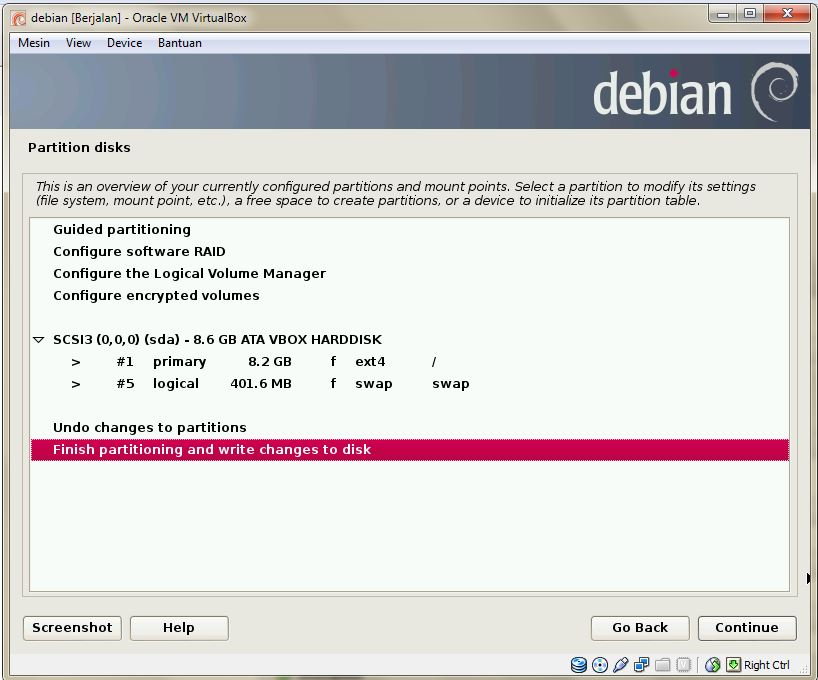 debian [Berjalan] - Oracle VM VirtualBox
Mesin View Device Bantuan
debian
Partition disks
This is an overview of your currently configured partitions and mount points. Select a partition to modify its settings
(file system, mount point, etc.), a free space to create partitions, or a device to initialize its partition table.
Guided partitioning
Configure software RAID
Configure the Logical Volume Manager
Configure encrypted volumes
SCSI3 (0,0,0) (sda) - 8.6 GB ATA VBOX HARDDISK
> #1 primary 8.2 GB f ext4 /
> #5 logical 401.6 MB f swap swap
Undo changes to partitions
Finish partitioning and write changes to disk
Screenshot Help Go Back Continue
Right Ctrl